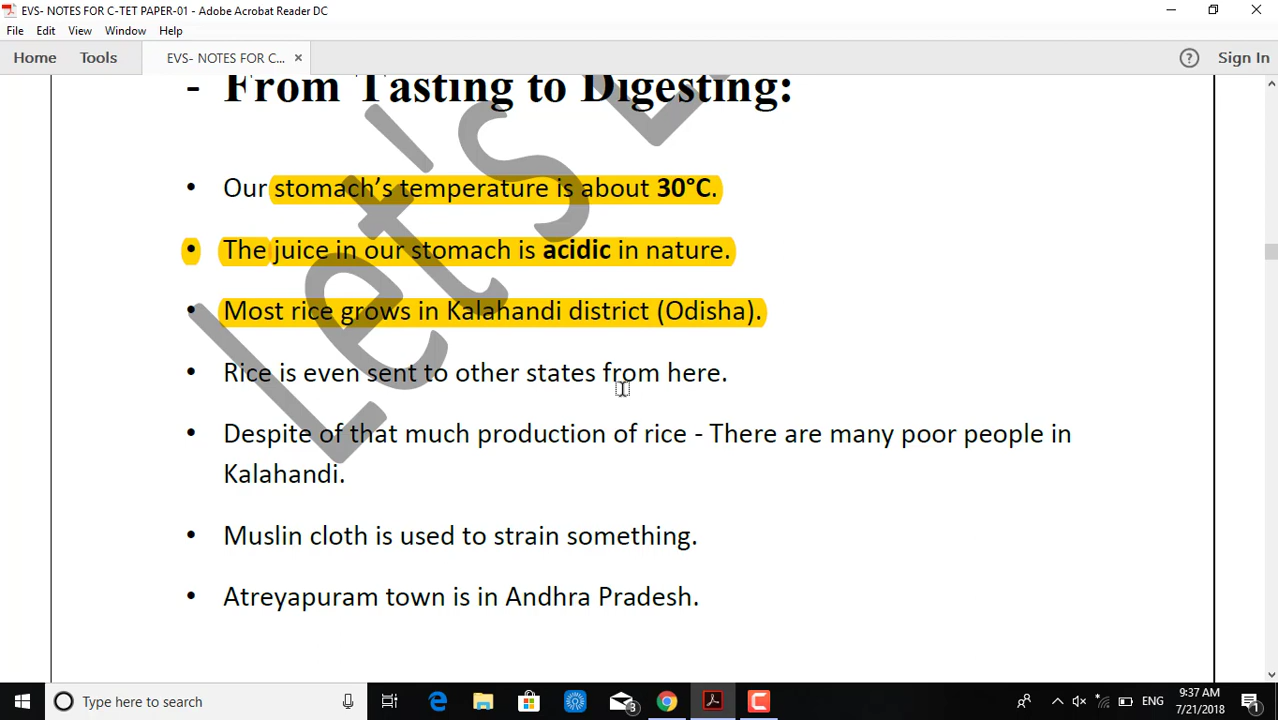 EVS- NOTES FOR C-TET PAPER-01 - Adobe Acrobat Reader DC
File Edit View Window Help
Home Tools EVS- NOTES FOR C... × ? Sign In
- From Tasting to Digesting:
• Our stomach’s temperature is about 30°C.
• The juice in our stomach is acidic in nature.
• Most rice grows in Kalahandi district (Odisha).
• Rice is even sent to other states from here.
• Despite of that much production of rice - There are many poor people in
Kalahandi.
• Muslin cloth is used to strain something.
• Atreyapuram town is in Andhra Pradesh.
Let's L
Type here to search 3 ENG 9:37 AM
7/21/2018 1